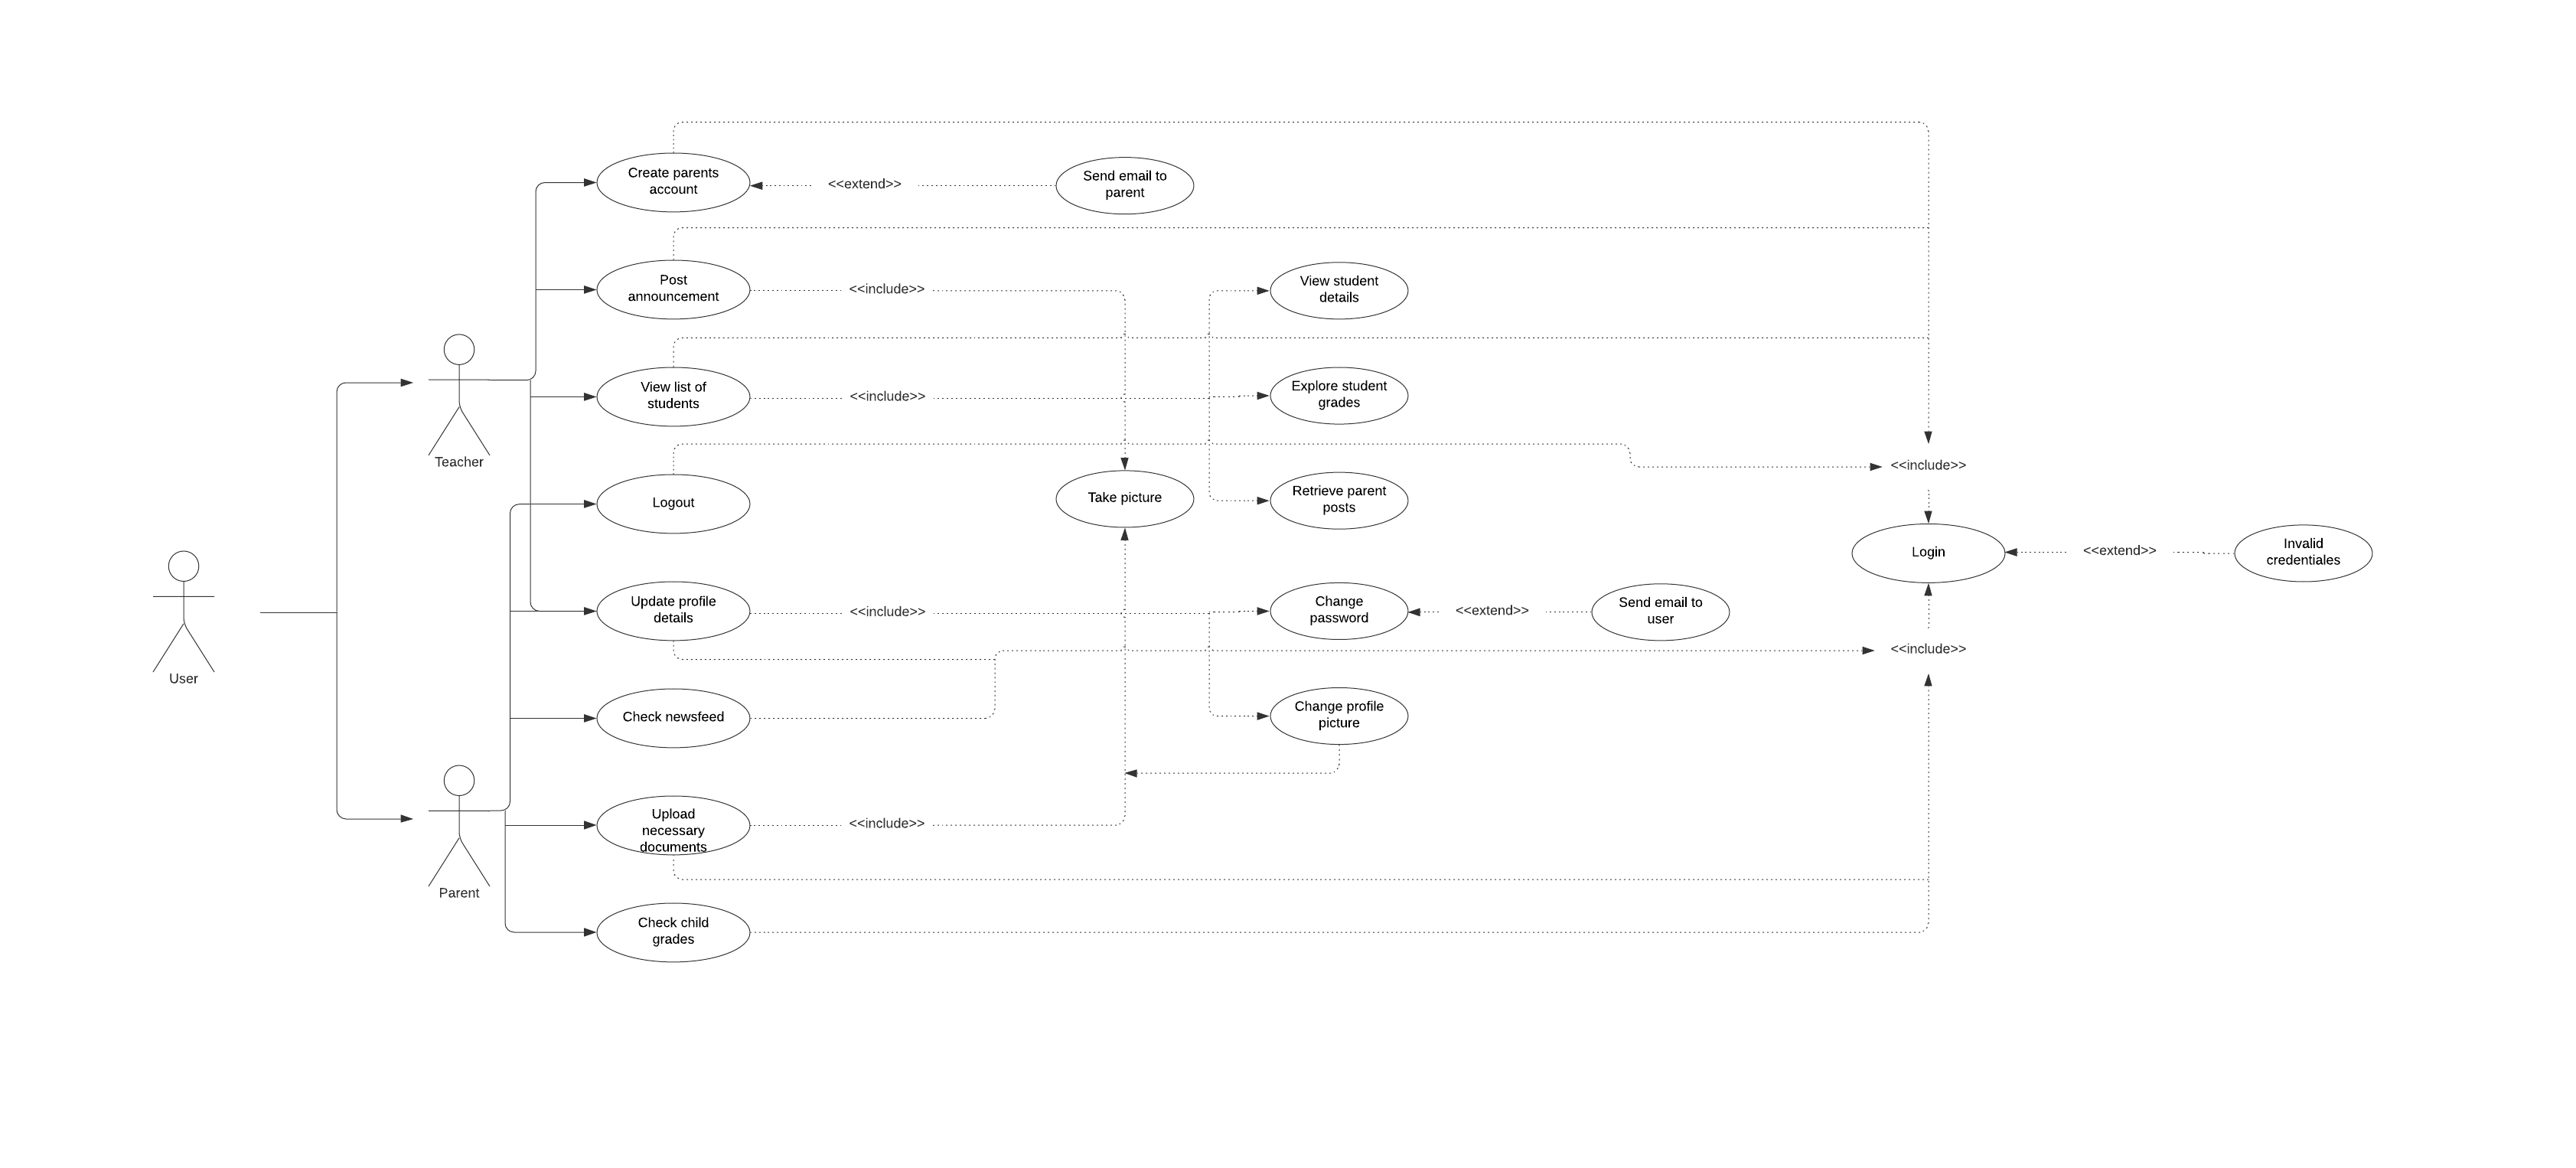 Create parents
account
<<extend>>
Send email to
parent
Post
announcement
<<include>>
View student
details
View list of
students
<<include>>
Explore student
grades
Teacher
<<include>>
Logout
Take picture
Retrieve parent
posts
Login
<<extend>>
Invalid
credentiales
User
Update profile
details
<<include>>
Change
password
<<extend>>
Send email to
user
<<include>>
Check newsfeed
Change profile
picture
Parent
Upload
necessary
documents
<<include>>
Check child
grades